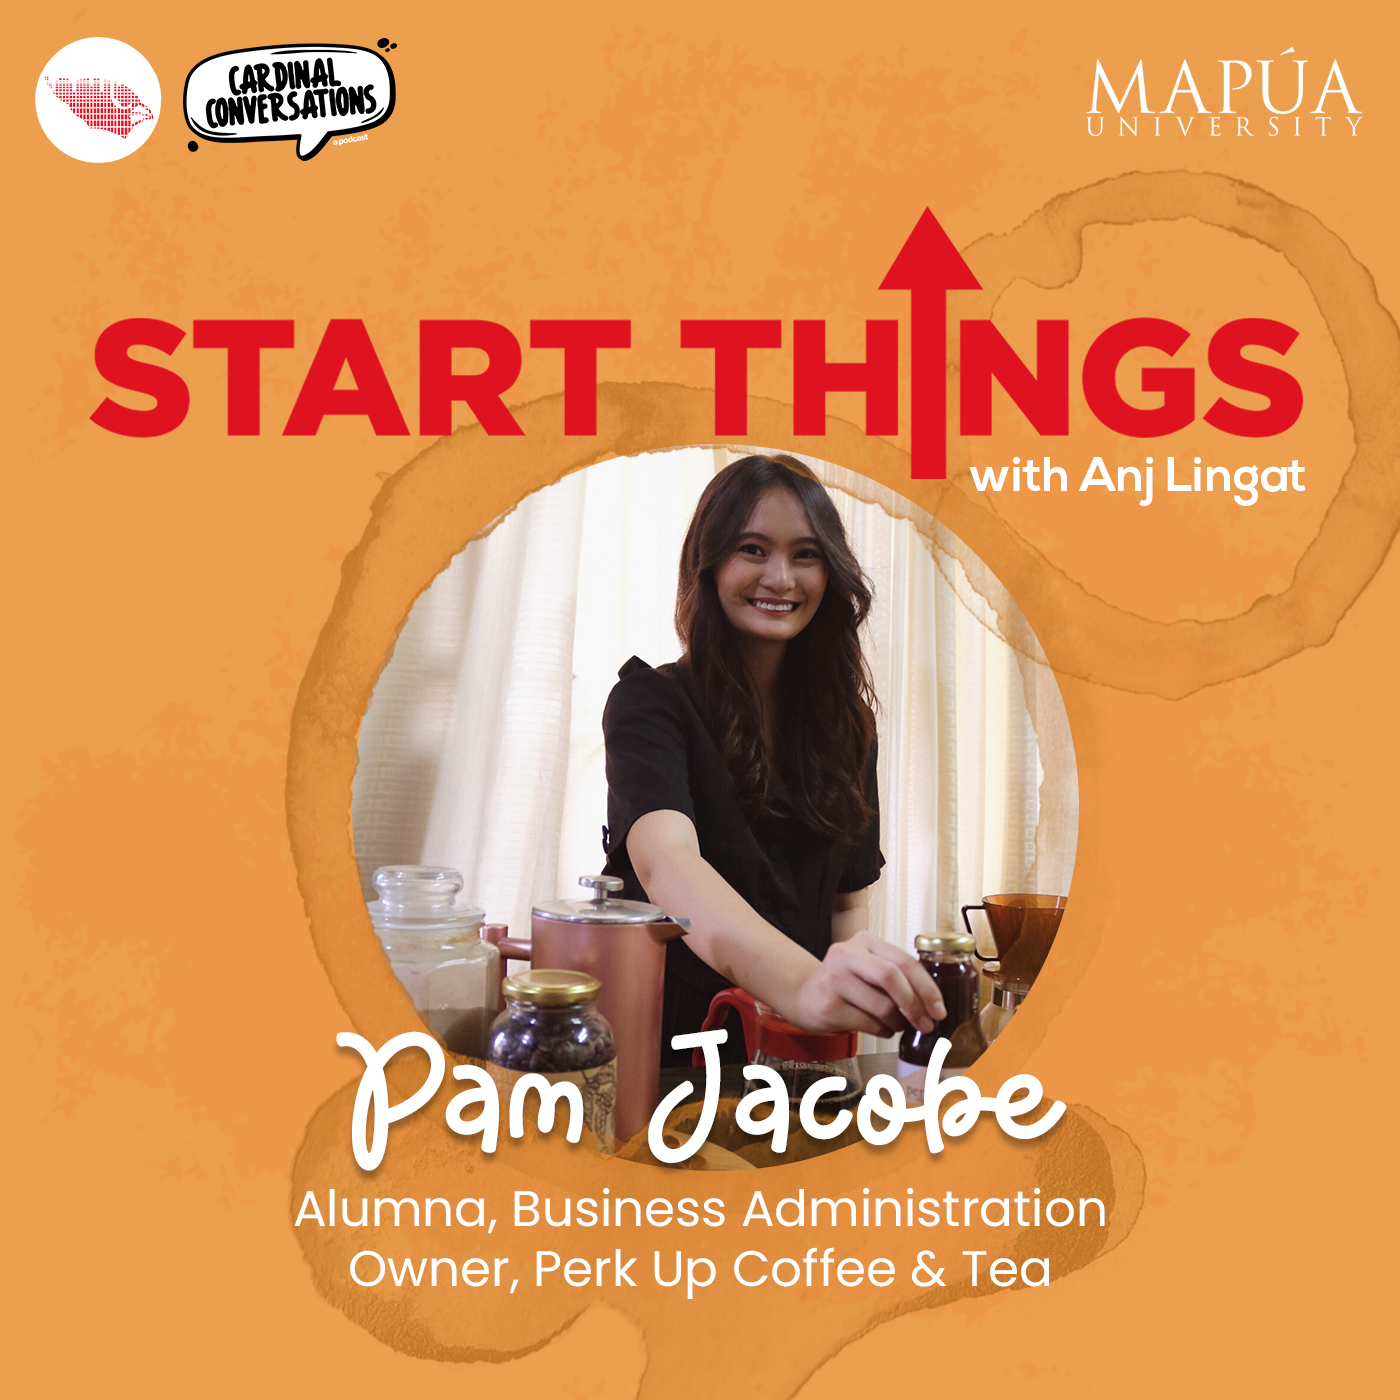 CARDINAL
CONVERSATIONS
a podcast
MAPÚA
UNIVERSITY
START THINGS
with Anj Lingat
Pam Jacobe
Alumna, Business Administration
Owner, Perk Up Coffee & Tea